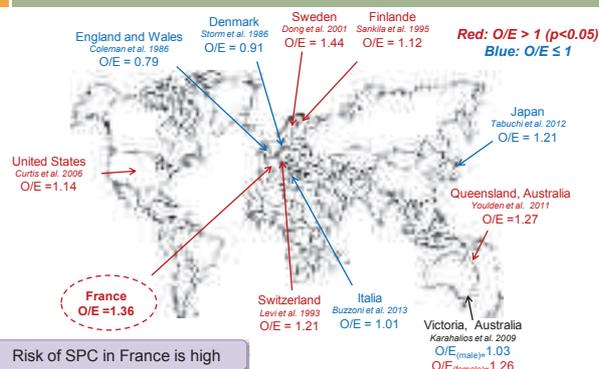 England and Wales
Coleman et al. 1986
O/E = 0.79
Denmark
Storm et al. 1986
O/E = 0.91
Sweden
Dong et al. 2001
O/E = 1.44
Finlande
Sankila et al. 1995
O/E = 1.12
Red: O/E > 1 (p<0.05)
Blue: O/E ≤ 1
Japan
Tabuchi et al. 2012
O/E = 1.21
United States
Curtis et al. 2006
O/E =1.14
Queensland, Australia
Youlden et al. 2011
O/E =1.27
France
O/E =1.36
Switzerland
Levi et al. 1993
O/E = 1.21
Italia
Buzzoni et al. 2013
O/E = 1.01
Victoria, Australia
Karahalios et al. 2009
O/E(male)= 1.03
O/E(female)= 1.26
Risk of SPC in France is high